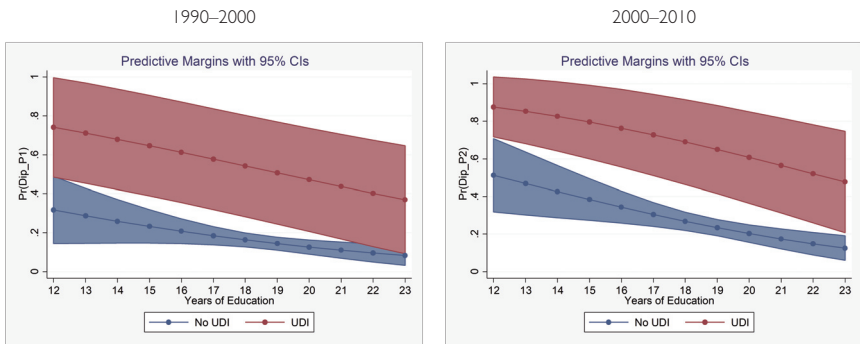 1990–2000
Predictive Margins with 95% CIs
Pr(Dip_P1)
1
.8
.6
.4
.2
0
12 13 14 15 16 17 18 19 20 21 22 23
Years of Education
No UDI UDI
2000–2010
Predictive Margins with 95% CIs
Pr(Dip_P2)
1
.8
.6
.4
.2
0
12 13 14 15 16 17 18 19 20 21 22 23
Years of Education
No UDI UDI